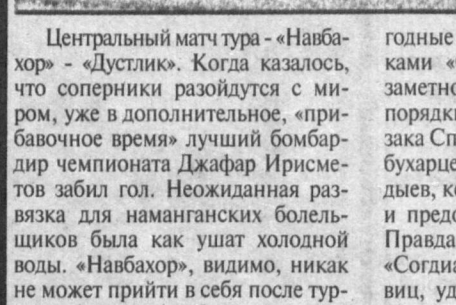 Центральный матч тура - «Навба-
хор» - «Дустлик». Когда казалось,
что соперники разойдутся с ми-
ром, уже в дополнительное, «при-
бавочное время» лучший бомбар-
дир чемпионата Джафар Ирисме-
тов забил гол. Неожиданная раз-
вязка для наманганских болель-
щиков была как ушат холодной
воды. «Навбахор», видимо, никак
не может прийти в себя после тур-
годные
ками «
заметно
порядки
зака Сп
бухарце
дыев, к
и предо
Правда
«Согдиа
виц, уд